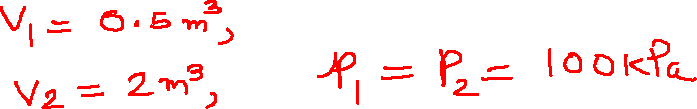 V₁ = 0.5 m³,
V₂ = 2 m³,
P₁ = P₂ = 100 kPa